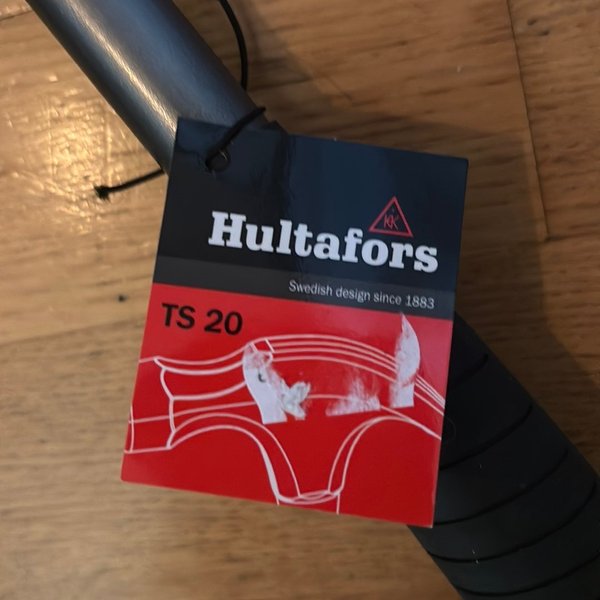 Hultafors
Swedish design since 1883
TS 20